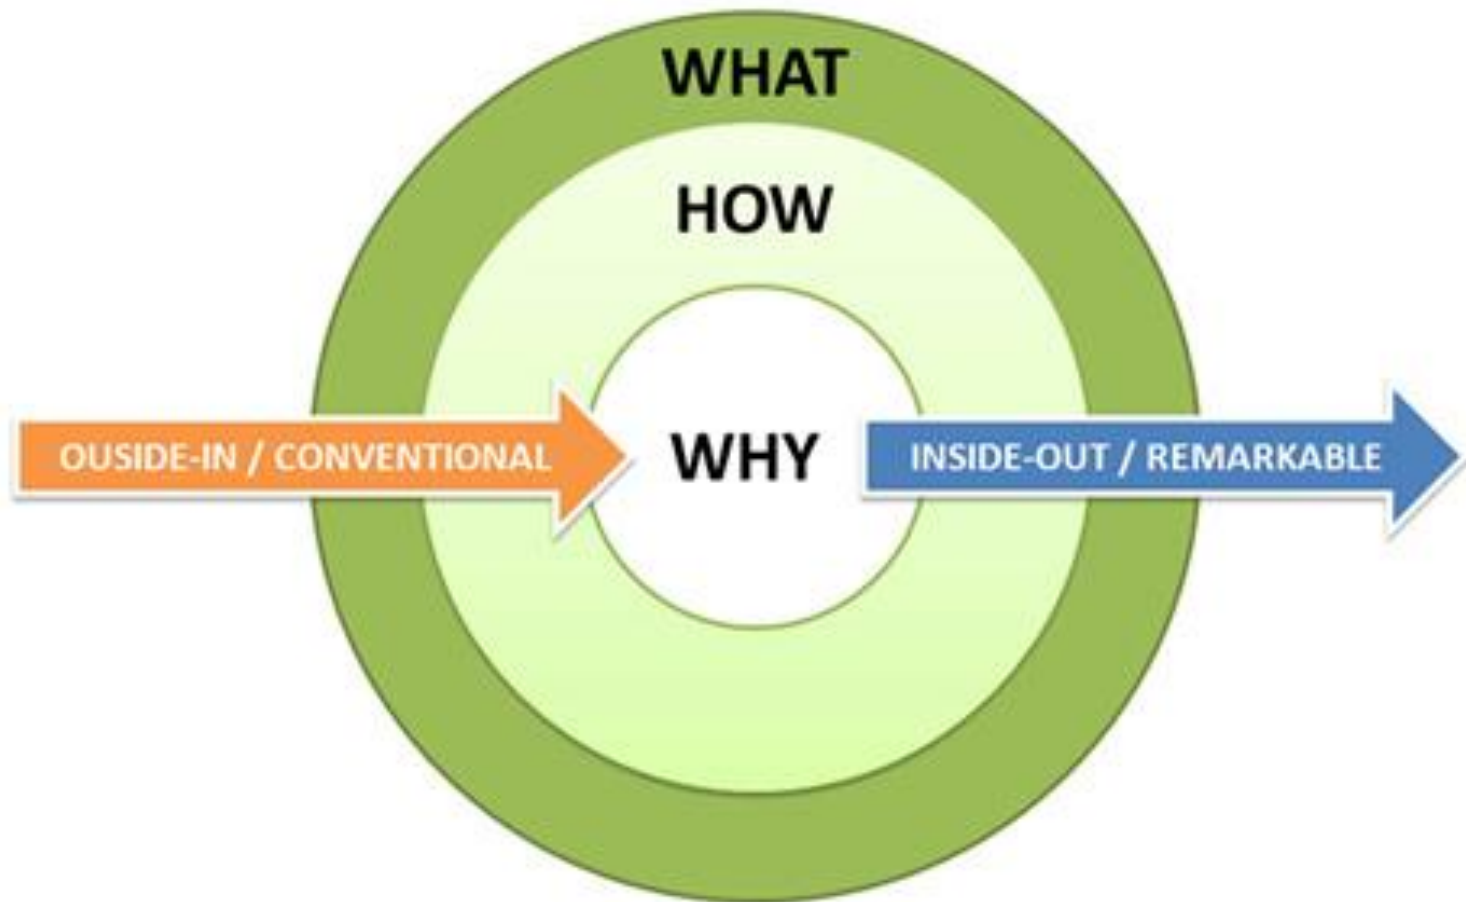 WHAT
HOW
OUSIDE-IN / CONVENTIONAL
WHY
INSIDE-OUT / REMARKABLE